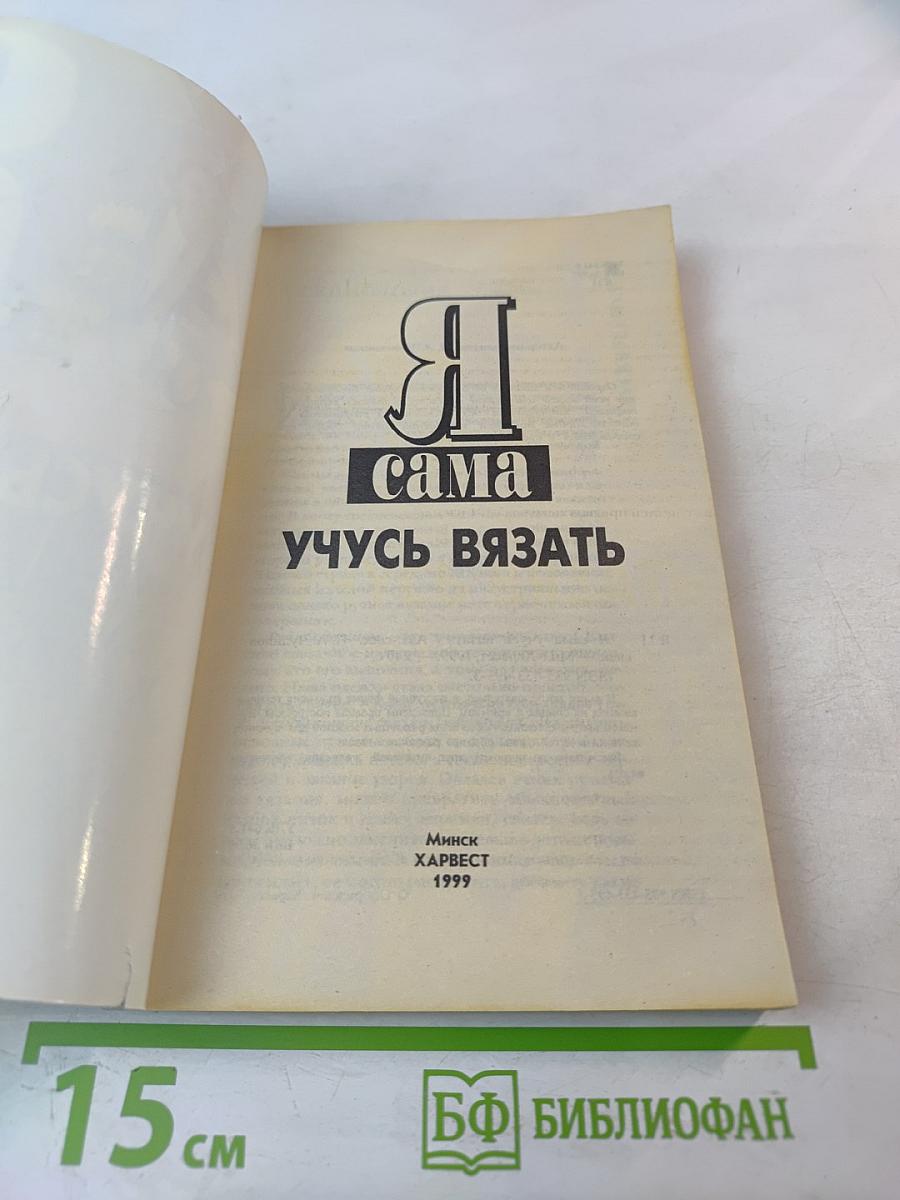 Я
сама
УЧУСЬ ВЯЗАТЬ
Минск
ХАРВЕСТ
1999
15 см
БФ БИБЛИОФАН